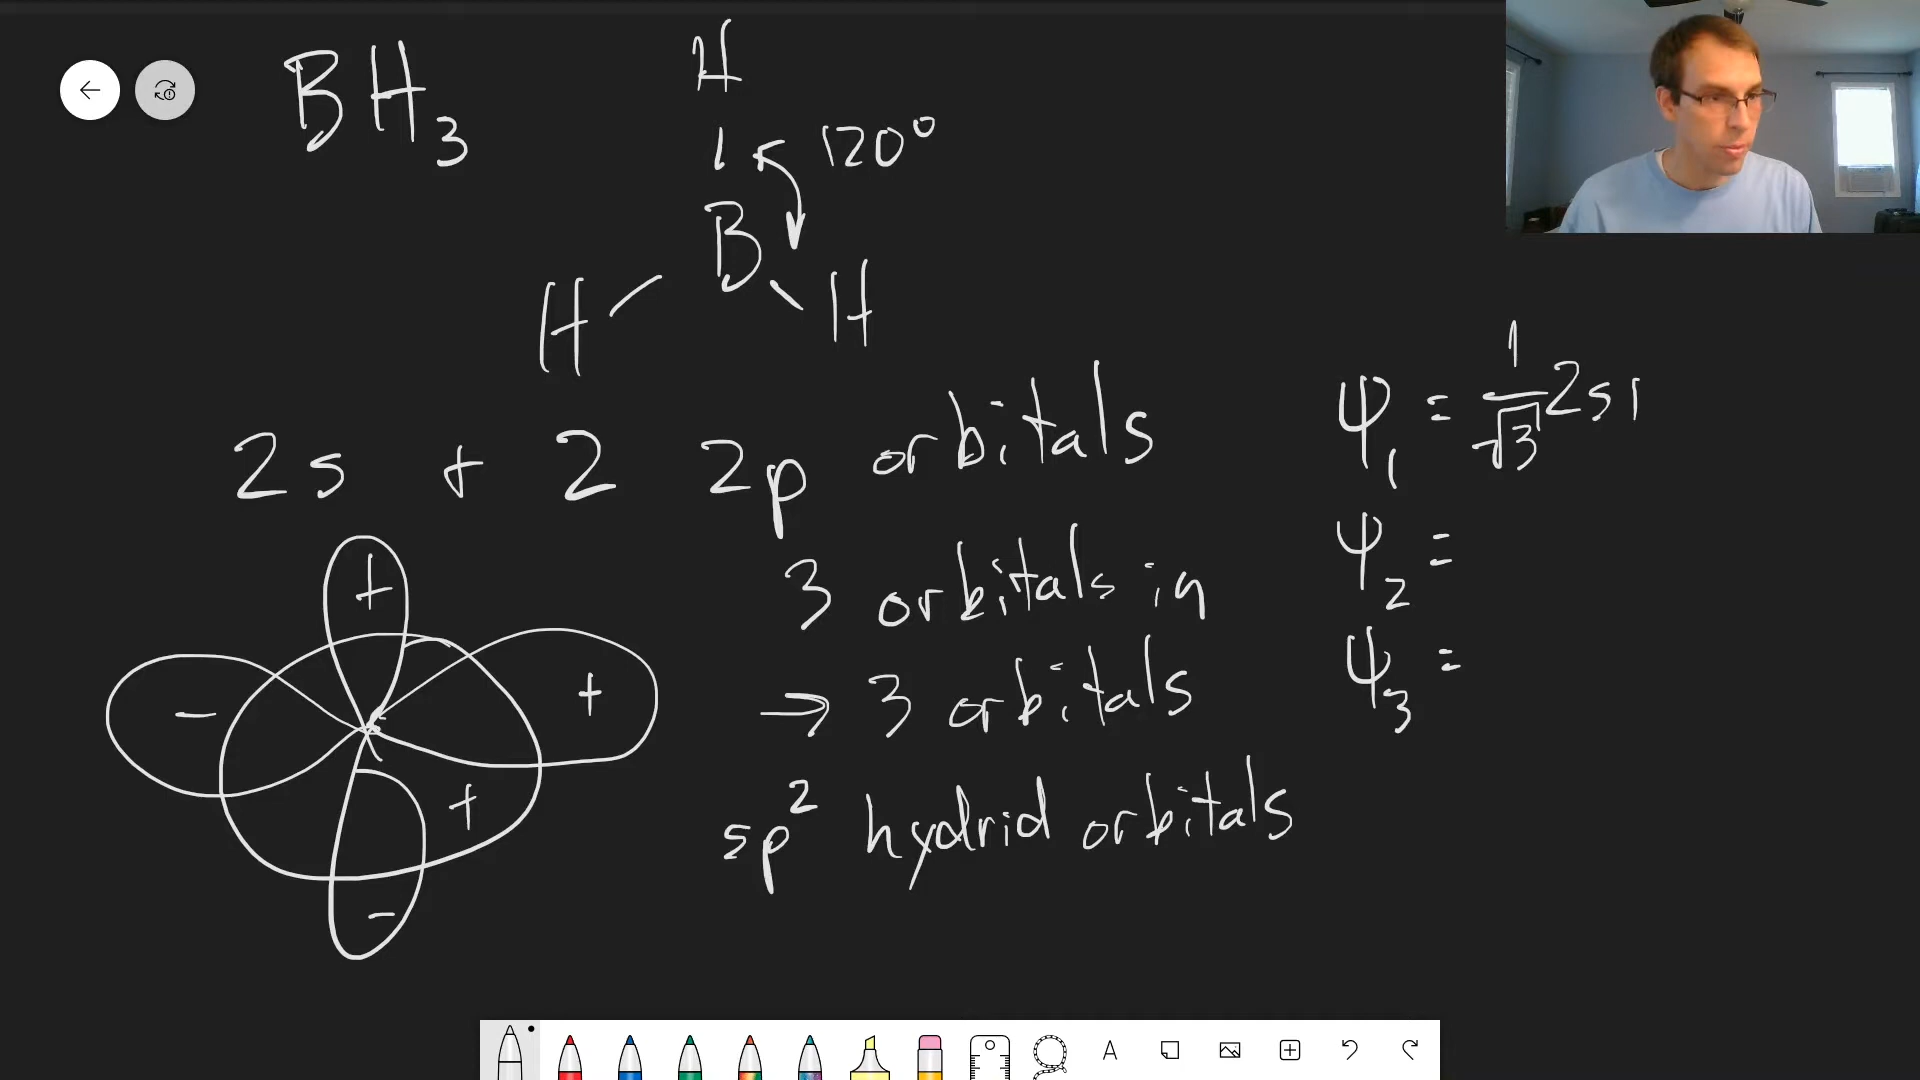 BH₃
H
120°
B
H H
2s + 2 2p orbitals
3 orbitals in
→ 3 orbitals
sp² hydrid orbitals
+
- +
+
-
ψ₁ = 1/√3 2s
ψ₂ =
ψ₃ =
A